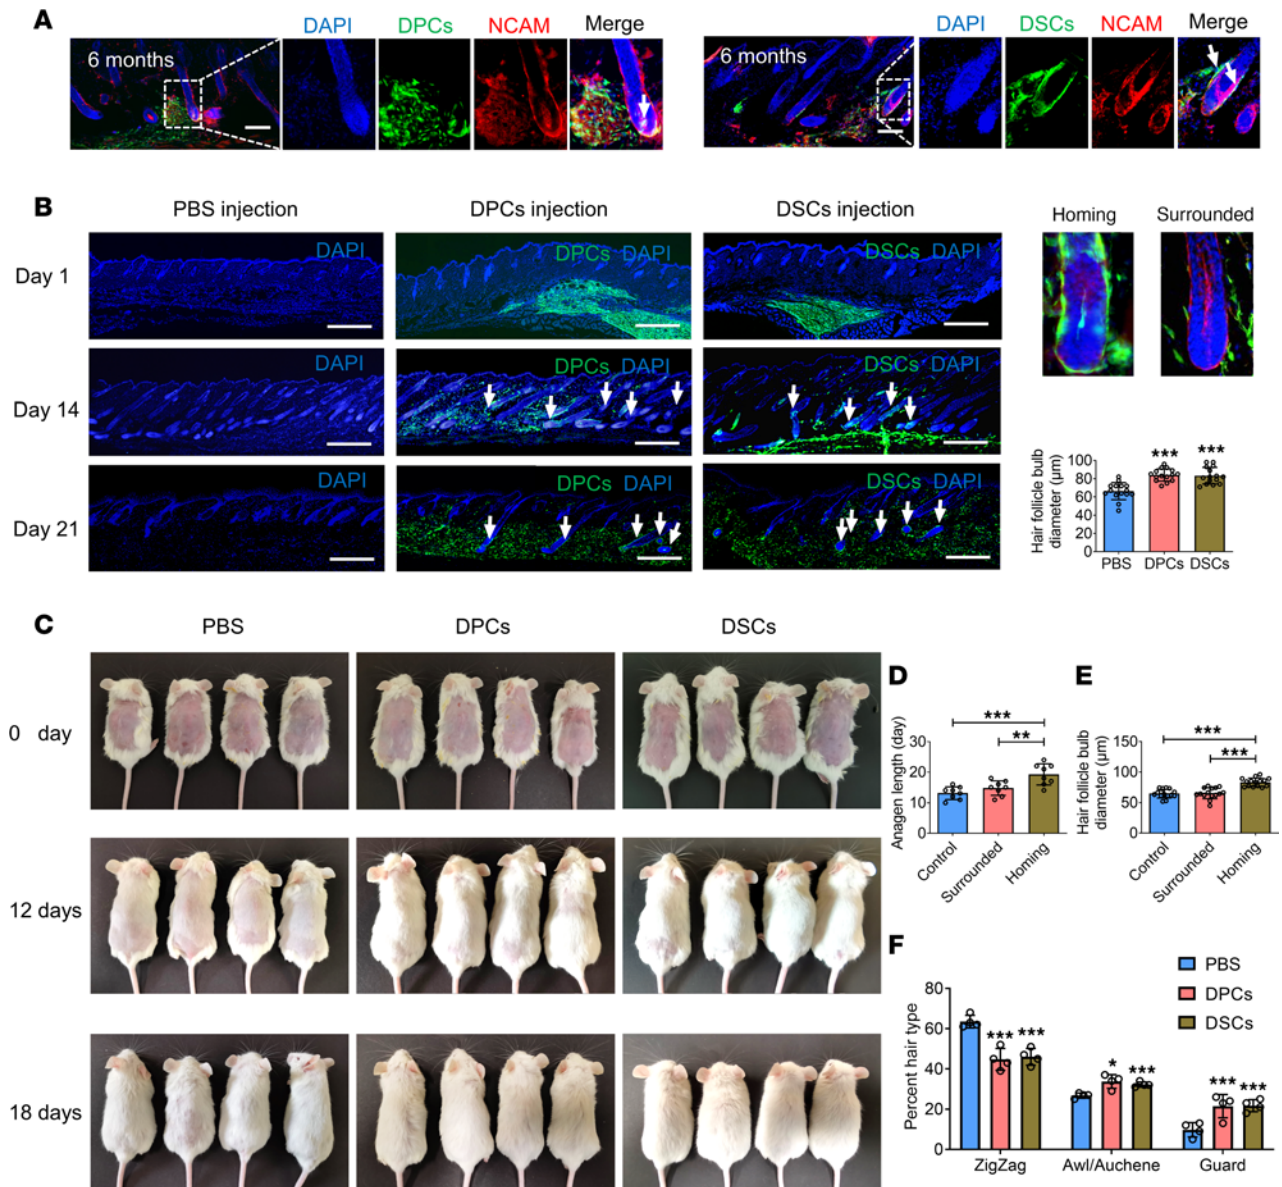 A
DAPI DPCs NCAM Merge
6 months
DAPI DSCs NCAM Merge
6 months
B
PBS injection DPCs injection DSCs injection
Homing Surrounded
Day 1
DAPI
DPCs DAPI
DSCs DAPI
Day 14
DAPI
DPCs DAPI
DSCs DAPI
Day 21
DAPI
DPCs DAPI
DSCs DAPI
Hair follicle bulb
diameter (µm)
100
80
60
40
20
0
*** ***
PBS DPCs DSCs
C
PBS DPCs DSCs
0 day
12 days
18 days
D
Anagen length (day)
30
20
10
0
***
**
Control Surrounded Homing
E
Hair follicle bulb
diameter (µm)
150
100
50
0
***
***
Control Surrounded Homing
F
PBS
DPCs
DSCs
Percent hair type
80
60
40
20
0
*** ***
* ***
*** ***
ZigZag Awl/Auchene Guard